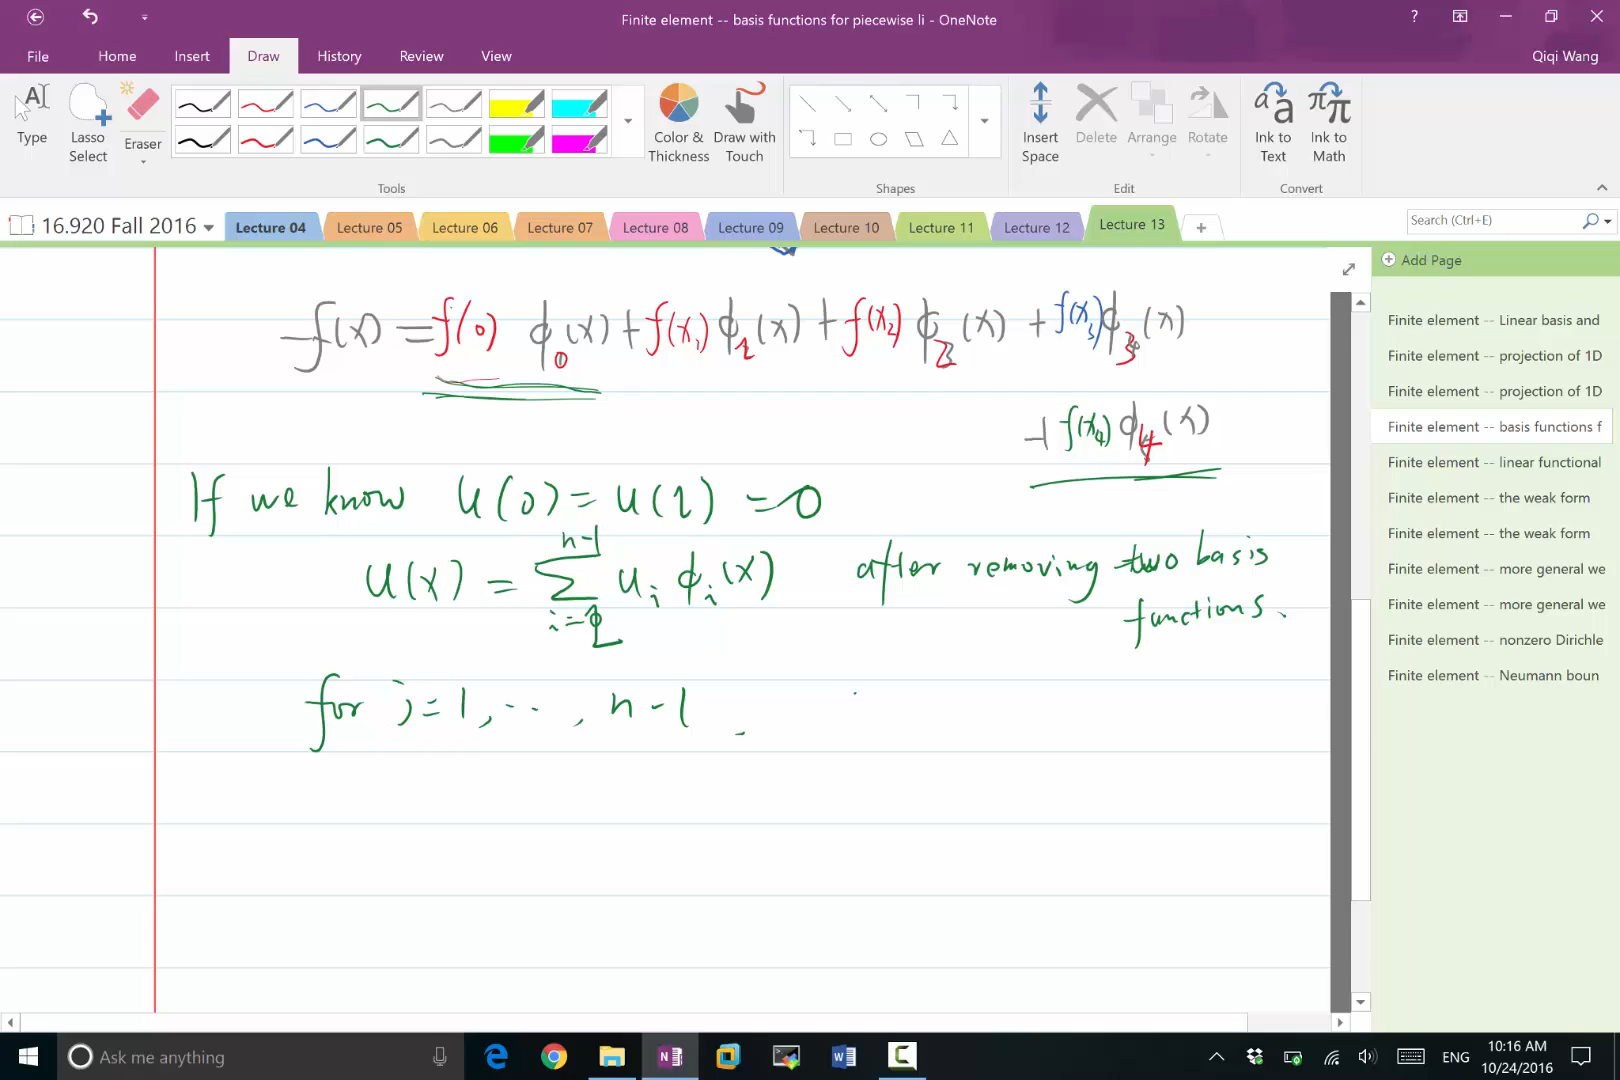 Finite element -- basis functions for piecewise li - OneNote
?
File Home Insert Draw History Review View Qiqi Wang
Type
Lasso Select
Eraser
Color & Thickness
Draw with Touch
Insert Space
Delete
Arrange
Rotate
Ink to Text
Ink to Math
Tools Shapes Edit Convert
16.920 Fall 2016 Lecture 04 Lecture 05 Lecture 06 Lecture 07 Lecture 08 Lecture 09 Lecture 10 Lecture 11 Lecture 12 Lecture 13 + Search (Ctrl+E)
Add Page
Finite element -- Linear basis and
Finite element -- projection of 1D
Finite element -- projection of 1D
Finite element -- basis functions f
Finite element -- linear functional
Finite element -- the weak form
Finite element -- the weak form
Finite element -- more general we
Finite element -- more general we
Finite element -- nonzero Dirichle
Finite element -- Neumann boun
f(x) = f(0) ϕ₀(x) + f(x₁) ϕ₁(x) + f(x₂) ϕ₂(x) + f(x₃) ϕ₃(x)
+ f(x₄) ϕ₄(x)
If we know u(0) = u(1) = 0
u(x) = Σ_{i=1}^{n-1} u_i ϕ_i(x) after removing two basis
functions.
for j = 1, ..., n-1
Ask me anything
ENG
10:16 AM
10/24/2016